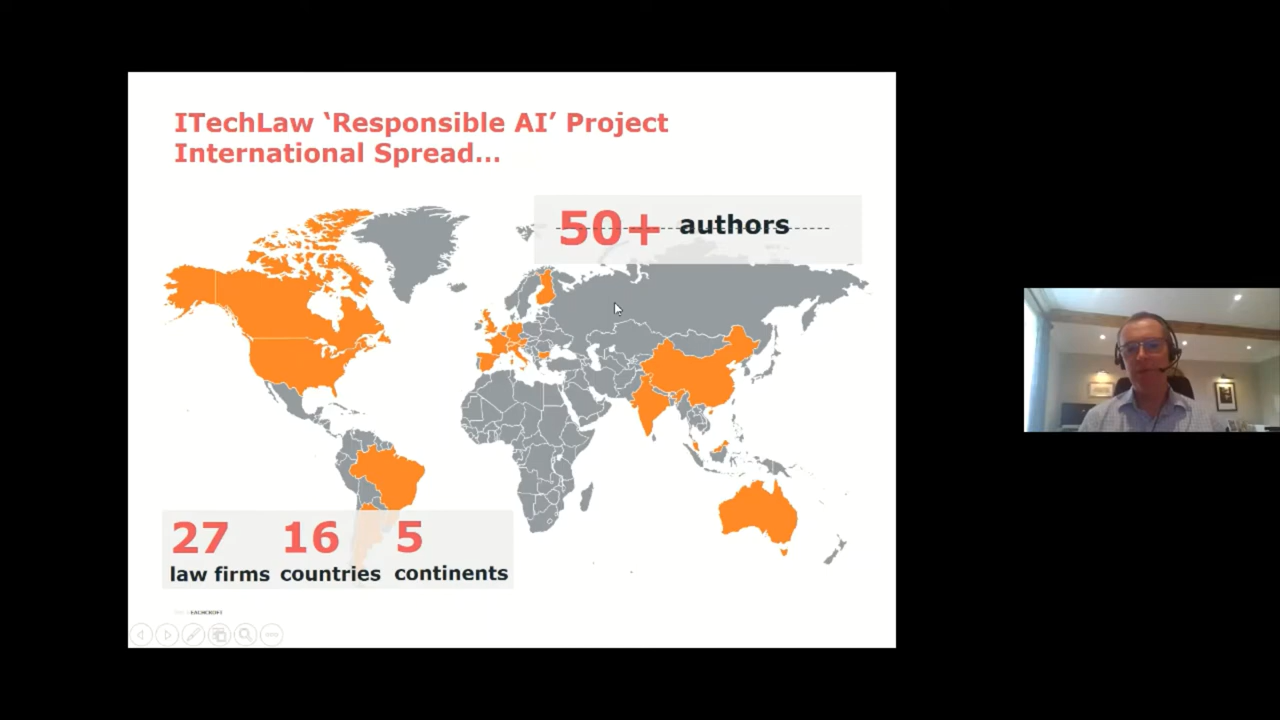 ITechLaw ‘Responsible AI’ Project
International Spread...
50+ authors
27 16 5
law firms countries continents